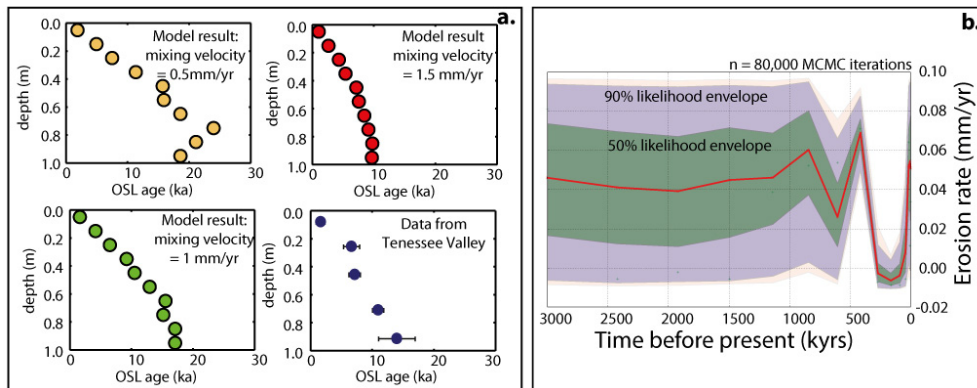 a.
0.0
0.2
0.4
0.6
0.8
1.0
depth (m)
Model result:
mixing velocity
= 0.5mm/yr
0 10 20 30
OSL age (ka)
0.0
0.2
0.4
0.6
0.8
1.0
depth (m)
Model result
mixing velocity
= 1.5 mm/yr
0 10 20 30
OSL age (ka)
0.0
0.2
0.4
0.6
0.8
1.0
depth (m)
Model result:
mixing velocity
= 1 mm/yr
0 10 20 30
OSL age (ka)
0.0
0.2
0.4
0.6
0.8
1.0
depth (m)
Data from
Tenessee Valley
0 10 20 30
OSL age (ka)
b.
n = 80,000 MCMC iterations
90% likelihood envelope
50% likelihood envelope
0.10
0.08
0.06
0.04
0.02
0.00
-0.02
Erosion rate (mm/yr)
3000 2500 2000 1500 1000 500 0
Time before present (kyrs)